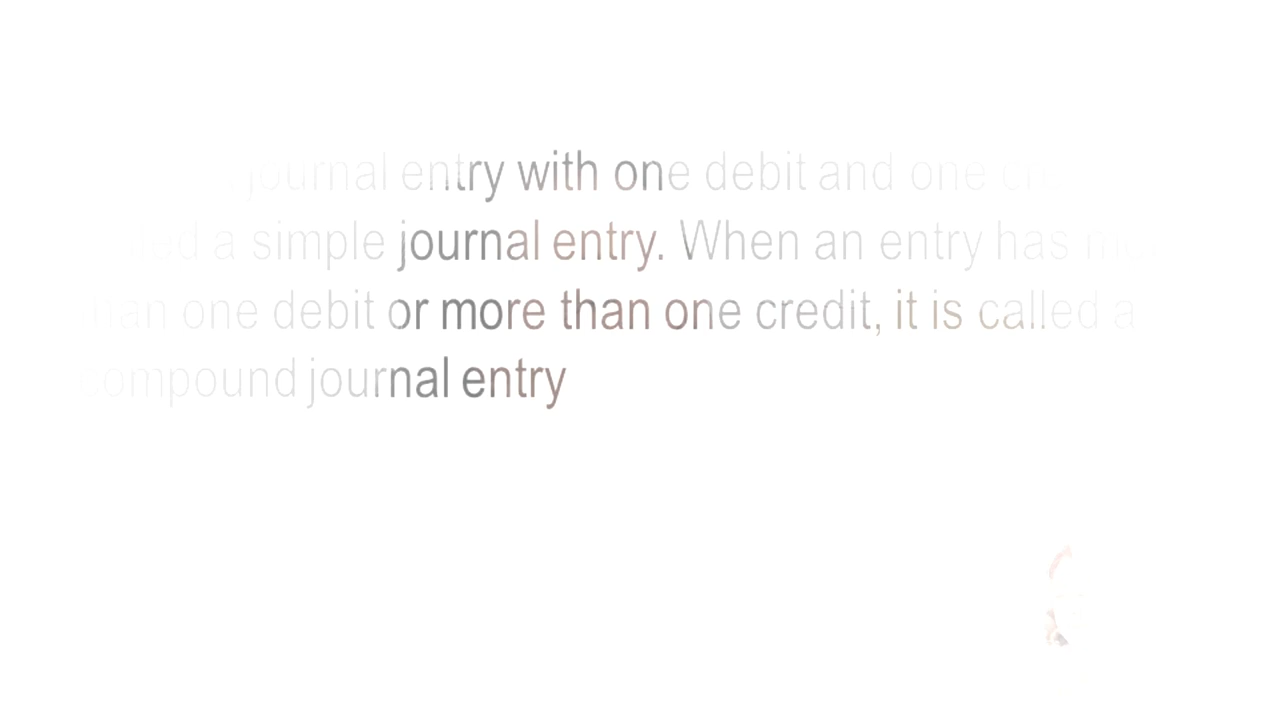 journal entry with one debit and one
a simple journal entry. When an entry has
than one debit or more than one credit, it is called a
compound journal entry